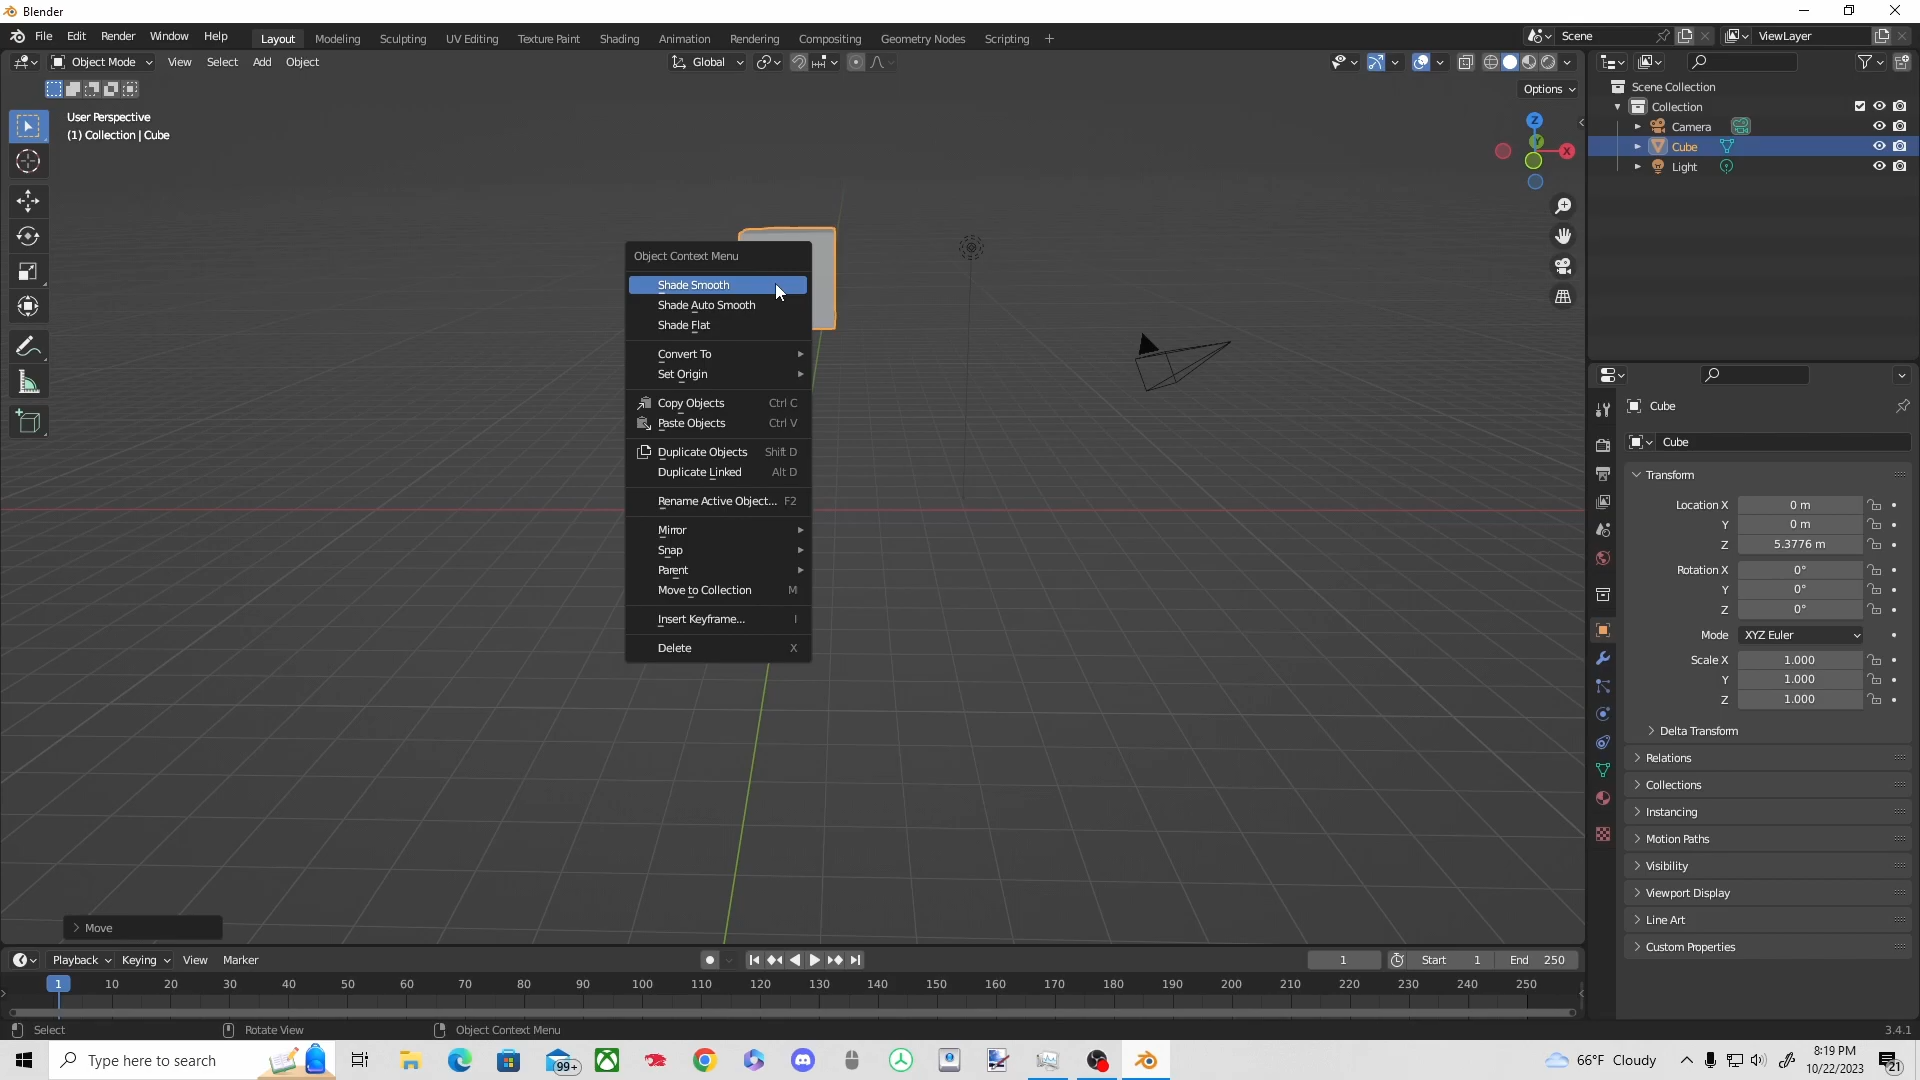 Blender
File Edit Render Window Help Layout Modeling Sculpting UV Editing Texture Paint Shading Animation Rendering Compositing Geometry Nodes Scripting + Scene ViewLayer
Object Mode View Select Add Object Global
Options
User Perspective
(1) Collection | Cube
Z
Y
X
Scene Collection
Collection
Camera
Cube
Light
Object Context Menu
Shade Smooth
Shade Auto Smooth
Shade Flat
Convert To
Set Origin
Copy Objects Ctrl C
Paste Objects Ctrl V
Duplicate Objects Shift D
Duplicate Linked Alt D
Rename Active Object... F2
Mirror
Snap
Parent
Move to Collection M
Insert Keyframe... I
Delete X
Cube
Cube
Transform
Location X 0 m
Y 0 m
Z 5.3776 m
Rotation X 0°
Y 0°
Z 0°
Mode XYZ Euler
Scale X 1.000
Y 1.000
Z 1.000
Delta Transform
Relations
Collections
Instancing
Motion Paths
Visibility
Viewport Display
Line Art
Custom Properties
Move
Playback Keying View Marker 1 Start 1 End 250
1 10 20 30 40 50 60 70 80 90 100 110 120 130 140 150 160 170 180 190 200 210 220 230 240 250
Select Rotate View Object Context Menu 3.4.1
Type here to search 99+ 66°F Cloudy 8:19 PM
10/22/2023 21